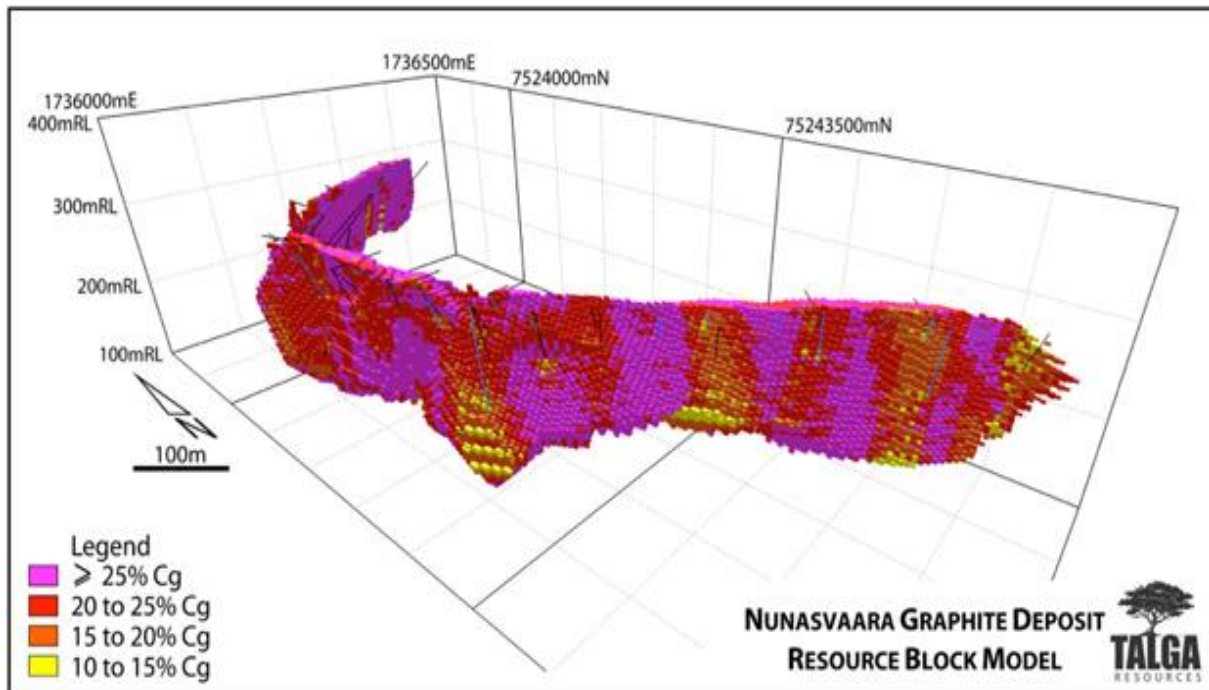 1736500mE
7524000mN
1736000mE
400mRL
75243500mN
300mRL
200mRL
100mRL
100m
Legend
⩾ 25% Cg
20 to 25% Cg
15 to 20% Cg
10 to 15% Cg
NUNASVAARA GRAPHITE DEPOSIT
RESOURCE BLOCK MODEL
TALGA
RESOURCES